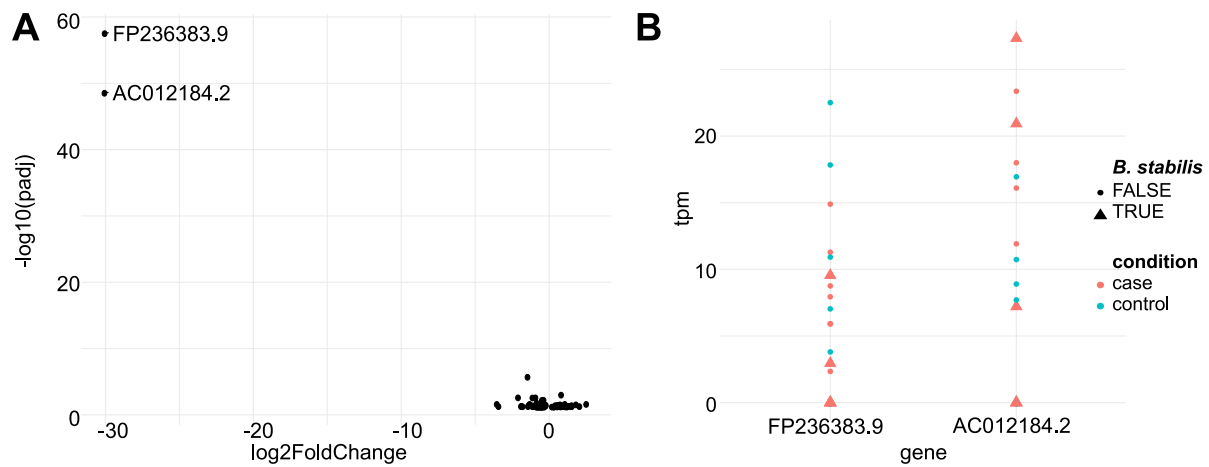 A
60
FP236383.9
AC012184.2
40
-log10(padj)
20
0
-30
-20
-10
0
log2FoldChange
B
20
tpm
10
0
FP236383.9
AC012184.2
gene
B. stabilis
FALSE
TRUE
condition
case
control